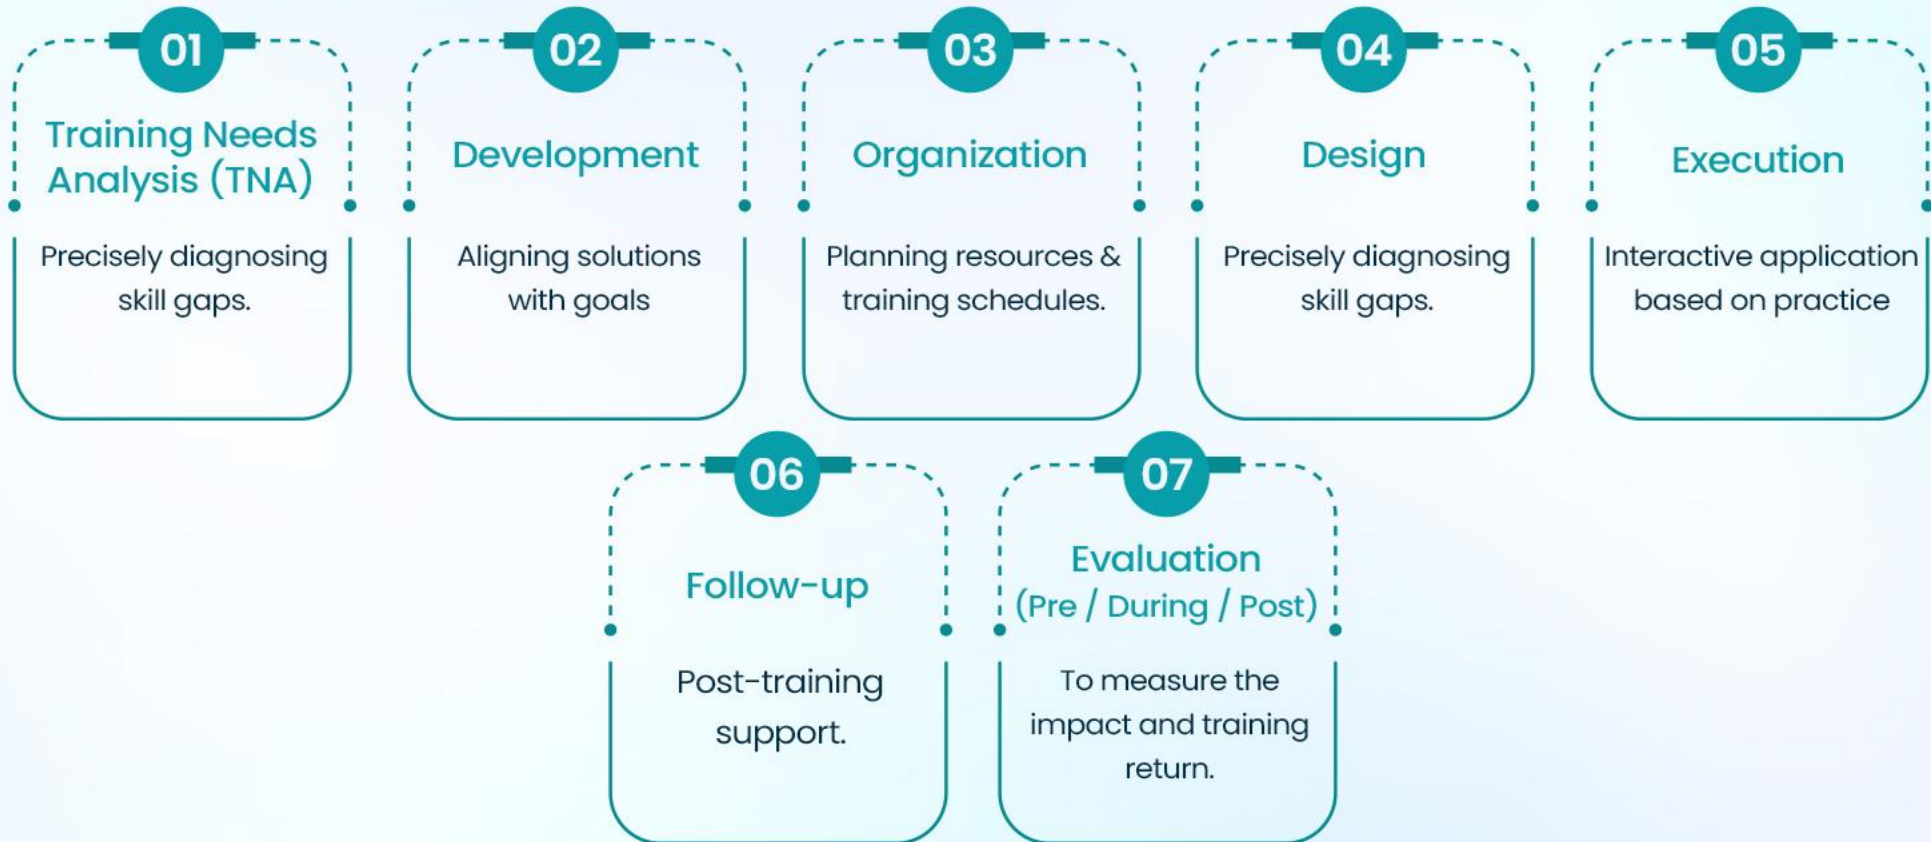 01
Training Needs
Analysis (TNA)
Precisely diagnosing
skill gaps.
02
Development
Aligning solutions
with goals
03
Organization
Planning resources &
training schedules.
04
Design
Precisely diagnosing
skill gaps.
05
Execution
Interactive application
based on practice
06
Follow-up
Post-training
support.
07
Evaluation
(Pre / During / Post)
To measure the
impact and training
return.